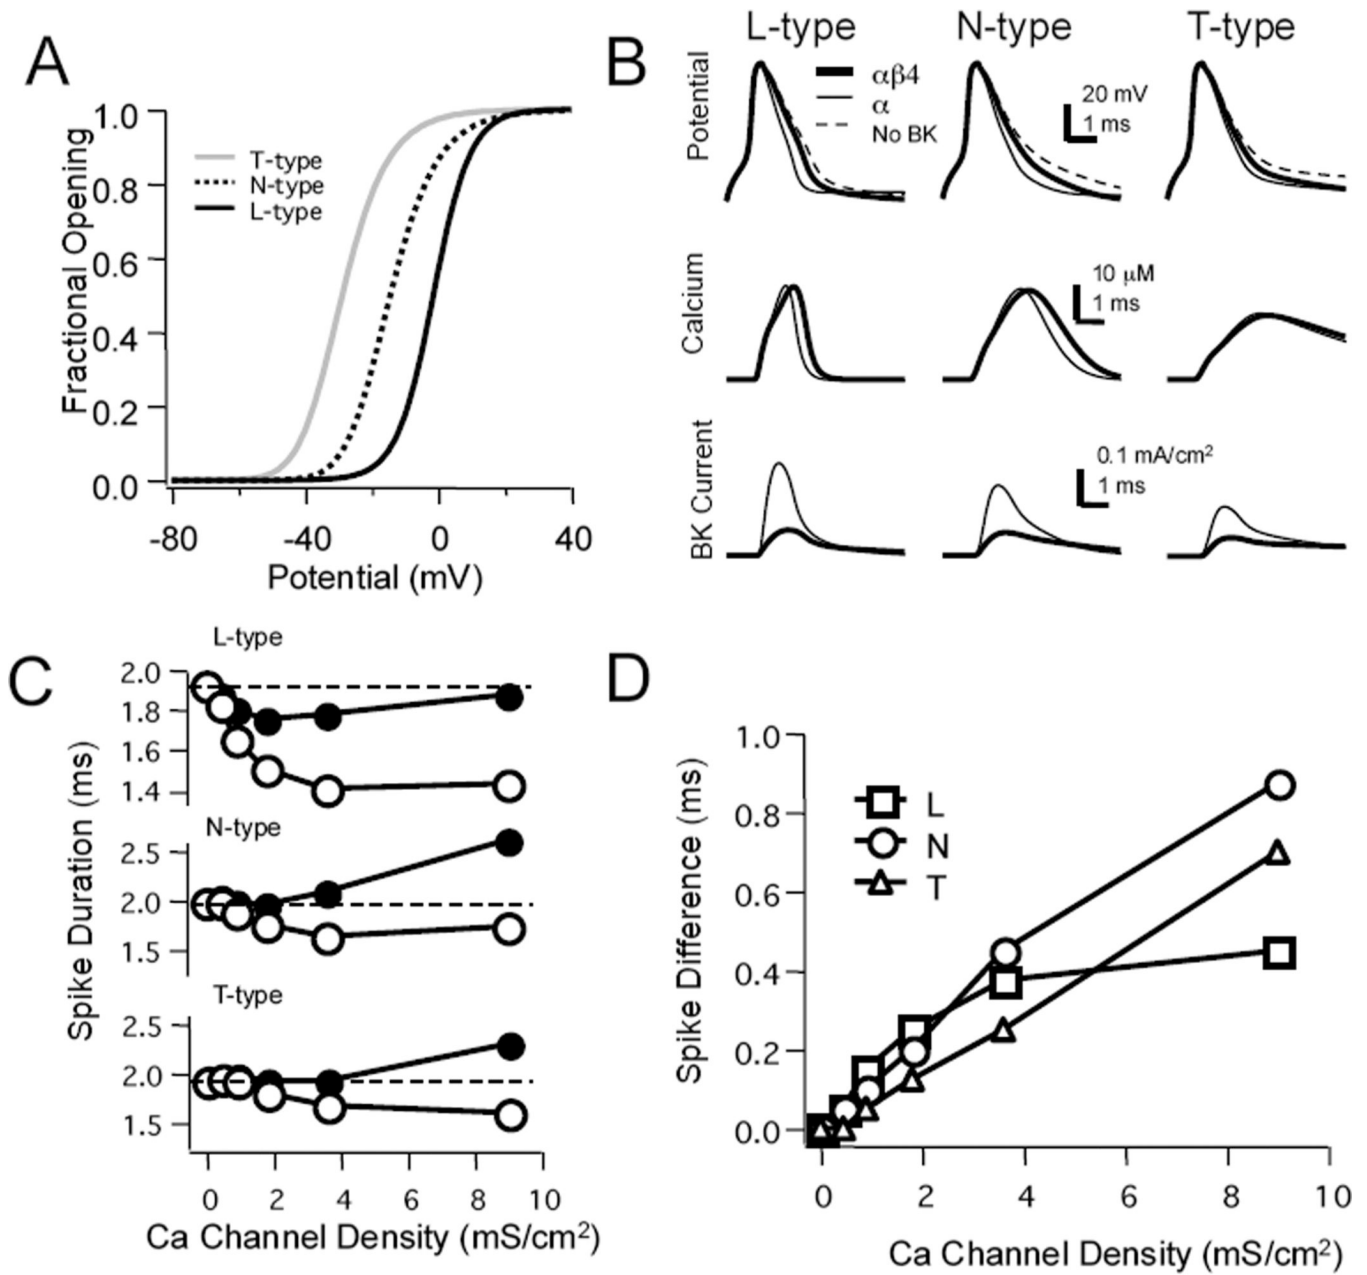 A
1.0
0.8
0.6
0.4
0.2
0.0
Fractional Opening
T-type
N-type
L-type
-80
-40
0
40
Potential (mV)
B
L-type
N-type
T-type
Potential
αβ4
α
No BK
20 mV
1 ms
Calcium
10 μM
1 ms
BK Current
0.1 mA/cm²
1 ms
C
L-type
2.0
1.8
1.6
1.4
N-type
2.5
2.0
1.5
T-type
2.5
2.0
1.5
Spike Duration (ms)
0
2
4
6
8
10
Ca Channel Density (mS/cm²)
D
1.0
0.8
0.6
0.4
0.2
0.0
Spike Difference (ms)
L
N
T
0
2
4
6
8
10
Ca Channel Density (mS/cm²)